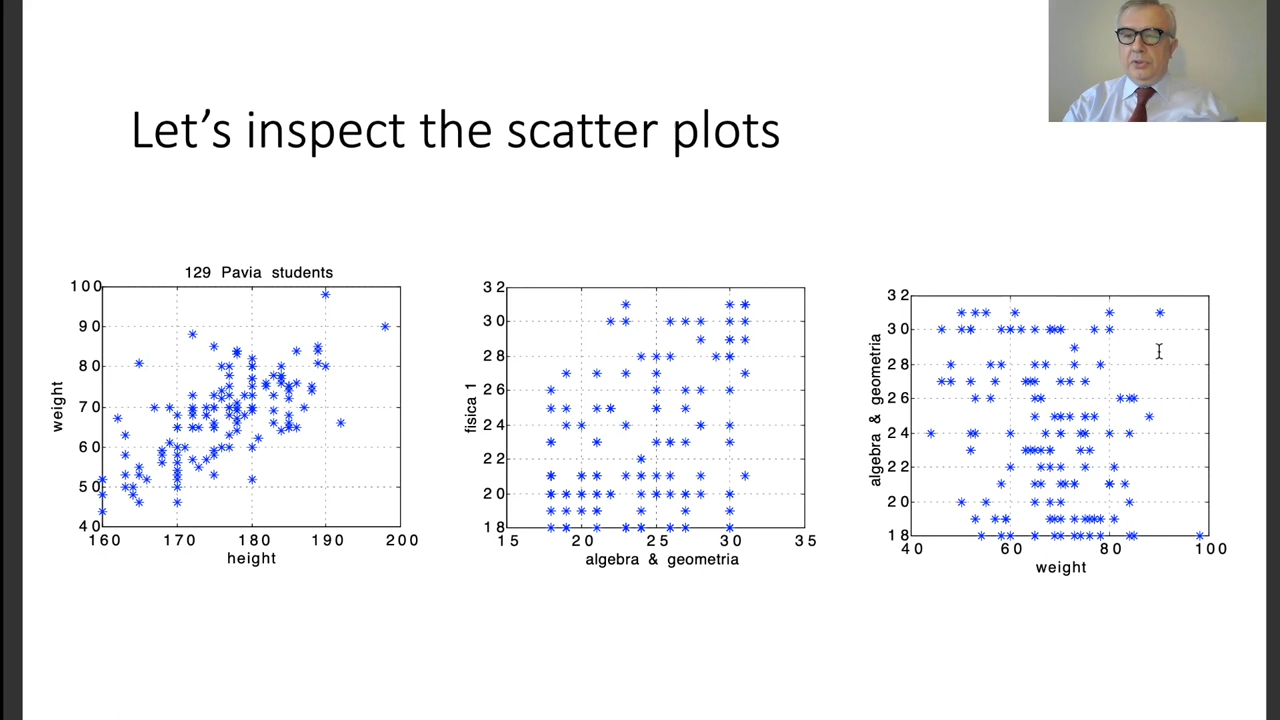 Let's inspect the scatter plots
129 Pavia students
100
90
80
70
60
50
40
weight
160 170 180 190 200
height
32
30
28
26
24
22
20
18
fisica 1
15 20 25 30 35
algebra & geometria
32
30
28
26
24
22
20
18
algebra & geometria
40 60 80 100
weight